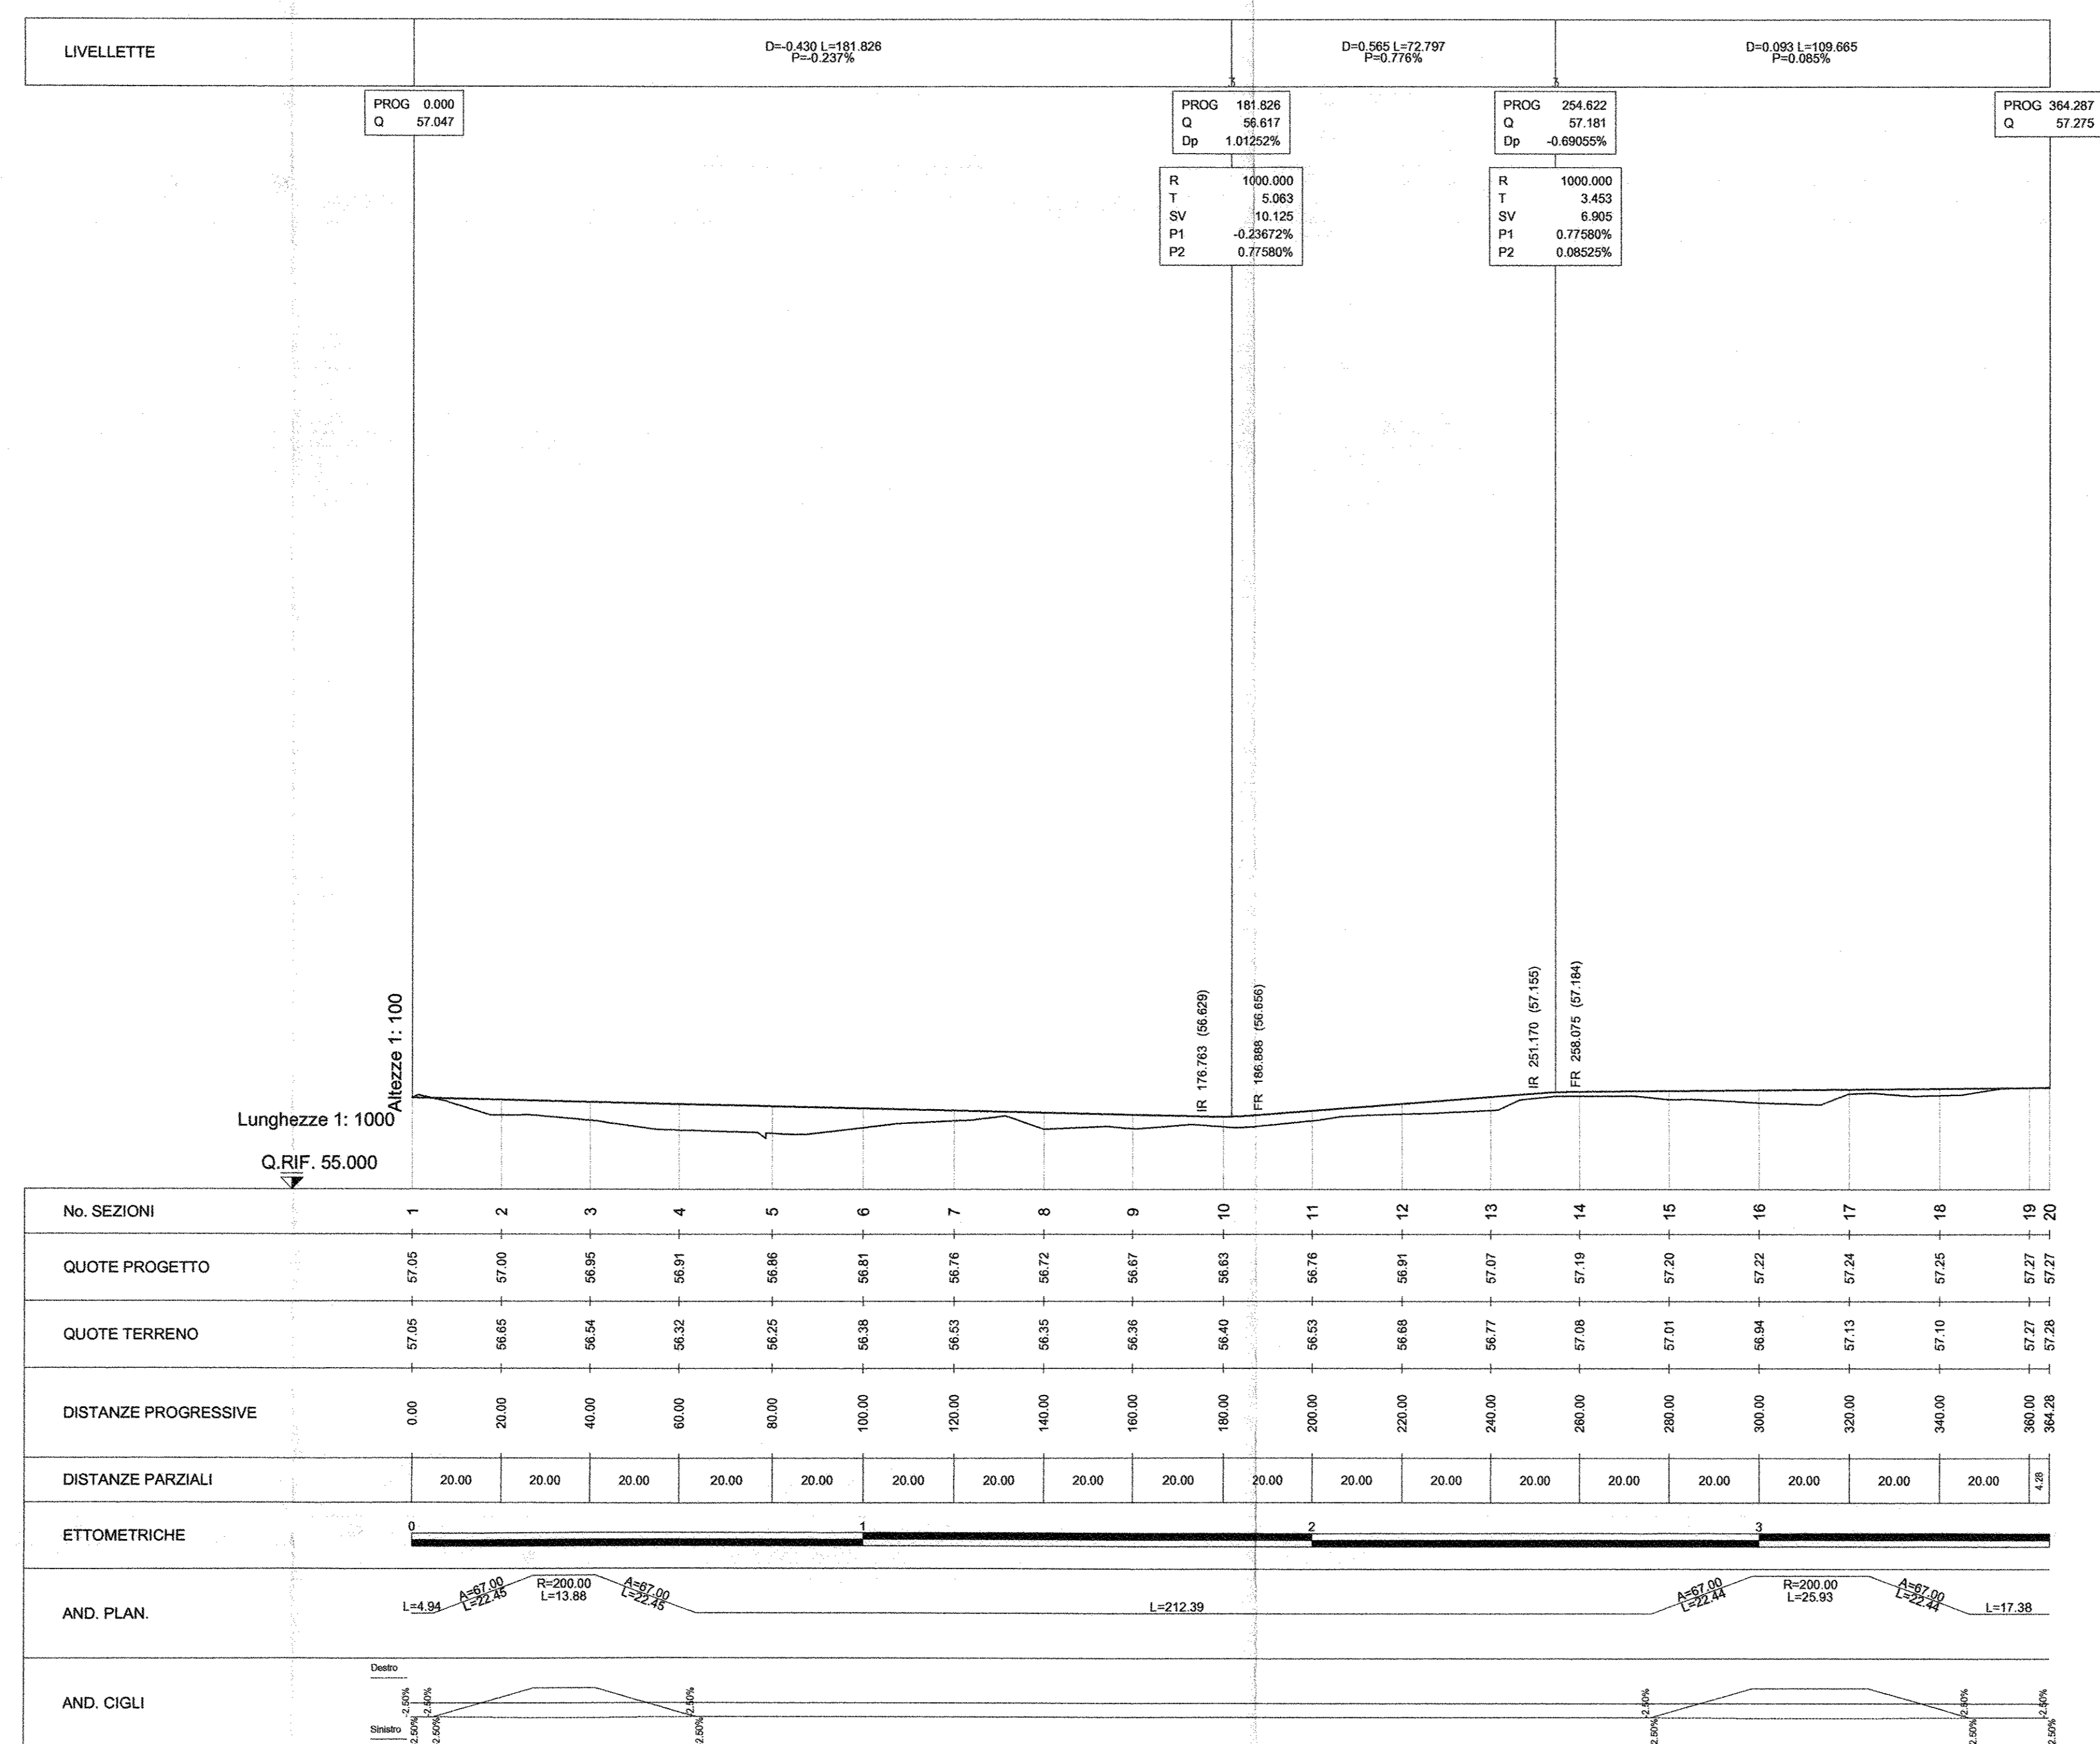 LIVELLETTE
D=-0.430 L=181.826
P=-0.237%
D=0.565 L=72.797
P=0.776%
D=0.093 L=109.665
P=0.085%
PROG 0.000
Q 57.047
PROG 181.826
Q 56.617
Dp 1.01252%
PROG 254.622
Q 57.181
Dp -0.69055%
PROG 364.287
Q 57.275
R 1000.000
T 5.063
SV 10.125
P1 -0.23672%
P2 0.77580%
R 1000.000
T 3.453
SV 6.905
P1 0.77580%
P2 0.08525%
IR 176.763 (56.629)
FR 186.888 (56.656)
IR 251.170 (57.155)
FR 258.075 (57.184)
Altezze 1: 100
Lunghezze 1: 1000
Q.RIF. 55.000
No. SEZIONI 1 2 3 4 5 6 7 8 9 10 11 12 13 14 15 16 17 18 19 20
QUOTE PROGETTO 57.05 57.00 56.95 56.91 56.86 56.81 56.76 56.72 56.67 56.63 56.76 56.91 57.07 57.19 57.20 57.22 57.24 57.25 57.27 57.27
QUOTE TERRENO 57.05 56.65 56.54 56.32 56.25 56.38 56.53 56.35 56.36 56.40 56.53 56.68 56.77 57.08 57.01 56.94 57.13 57.10 57.27 57.28
DISTANZE PROGRESSIVE 0.00 20.00 40.00 60.00 80.00 100.00 120.00 140.00 160.00 180.00 200.00 220.00 240.00 260.00 280.00 300.00 320.00 340.00 360.00 364.28
DISTANZE PARZIALI 20.00 20.00 20.00 20.00 20.00 20.00 20.00 20.00 20.00 20.00 20.00 20.00 20.00 20.00 20.00 20.00 20.00 20.00 4.28
ETTOMETRICHE 0 1 2 3
AND. PLAN.
L=4.94
A=67.00
L=22.45
R=200.00
L=13.88
A=67.00
L=22.45
L=212.39
A=67.00
L=22.44
R=200.00
L=25.93
A=67.00
L=22.44
L=17.38
AND. CIGLI
Destro
-2.50% -2.50% -2.50% -2.50% -2.50% -2.50%
Sinistro